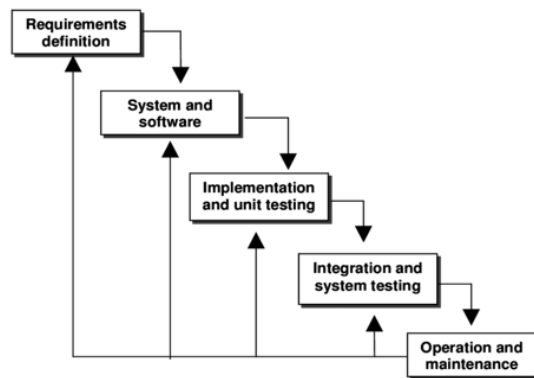 Requirements
definition
System and
software
Implementation
and unit testing
Integration and
system testing
Operation and
maintenance